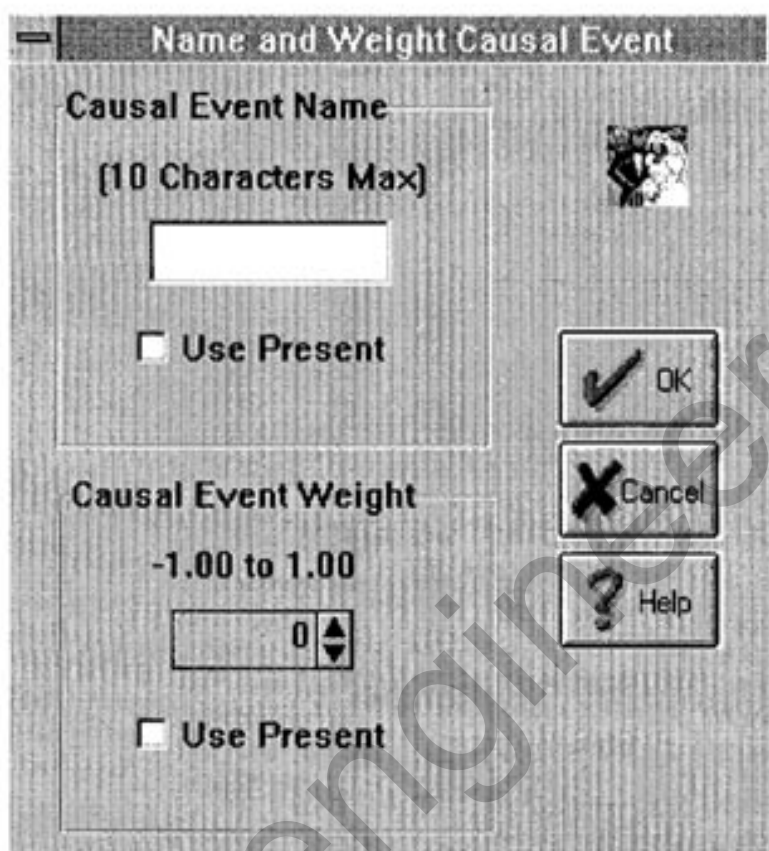 Name and Weight Causal Event
Causal Event Name
(10 Characters Max)
Use Present
OK
Cancel
Help
Causal Event Weight
-1.00 to 1.00
0
Use Present
engineer